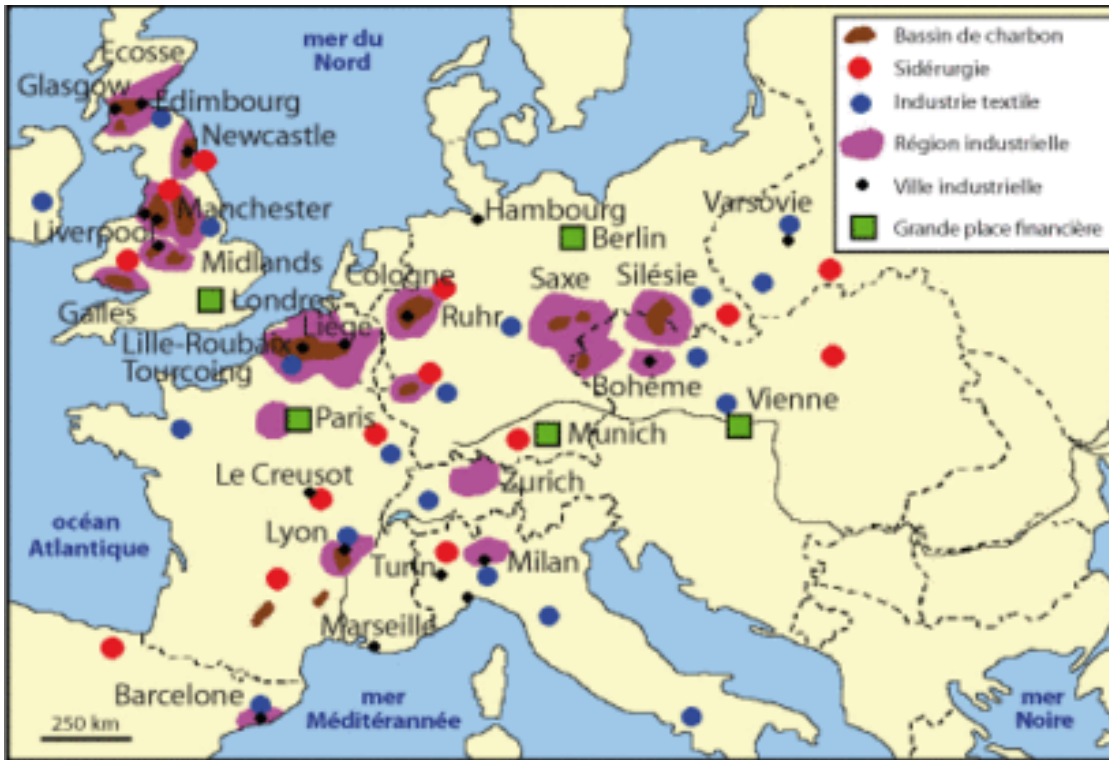 mer du
Nord
Bassin de charbon
Sidérurgie
Industrie textile
Région industrielle
Ville industrielle
Grande place financière
Ecosse
Glasgow
Edimbourg
Newcastle
Manchester
Liverpool
Midlands
Galles
Londres
Hambourg
Berlin
Varsovie
Cologne
Ruhr
Saxe
Silésie
Liège
Lille-Roubaix
Tourcoing
Bohème
Paris
Munich
Vienne
Le Creusot
Zurich
océan
Atlantique
Lyon
Turin
Milan
Marseille
Barcelone
mer
Méditérannée
mer
Noire
250 km